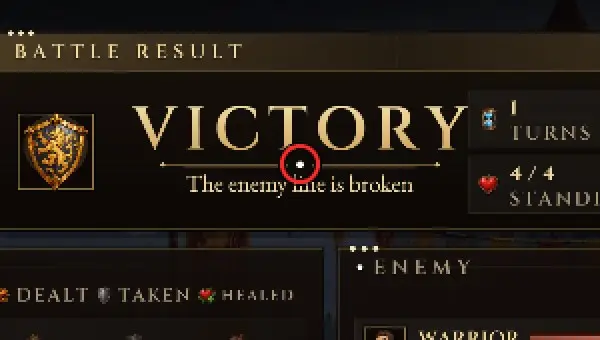 BATTLE RESULT
VICTORY
The enemy line is broken
1
TURNS
4/4
DEALT TAKEN HEALED
ENEMY
WARRIOR